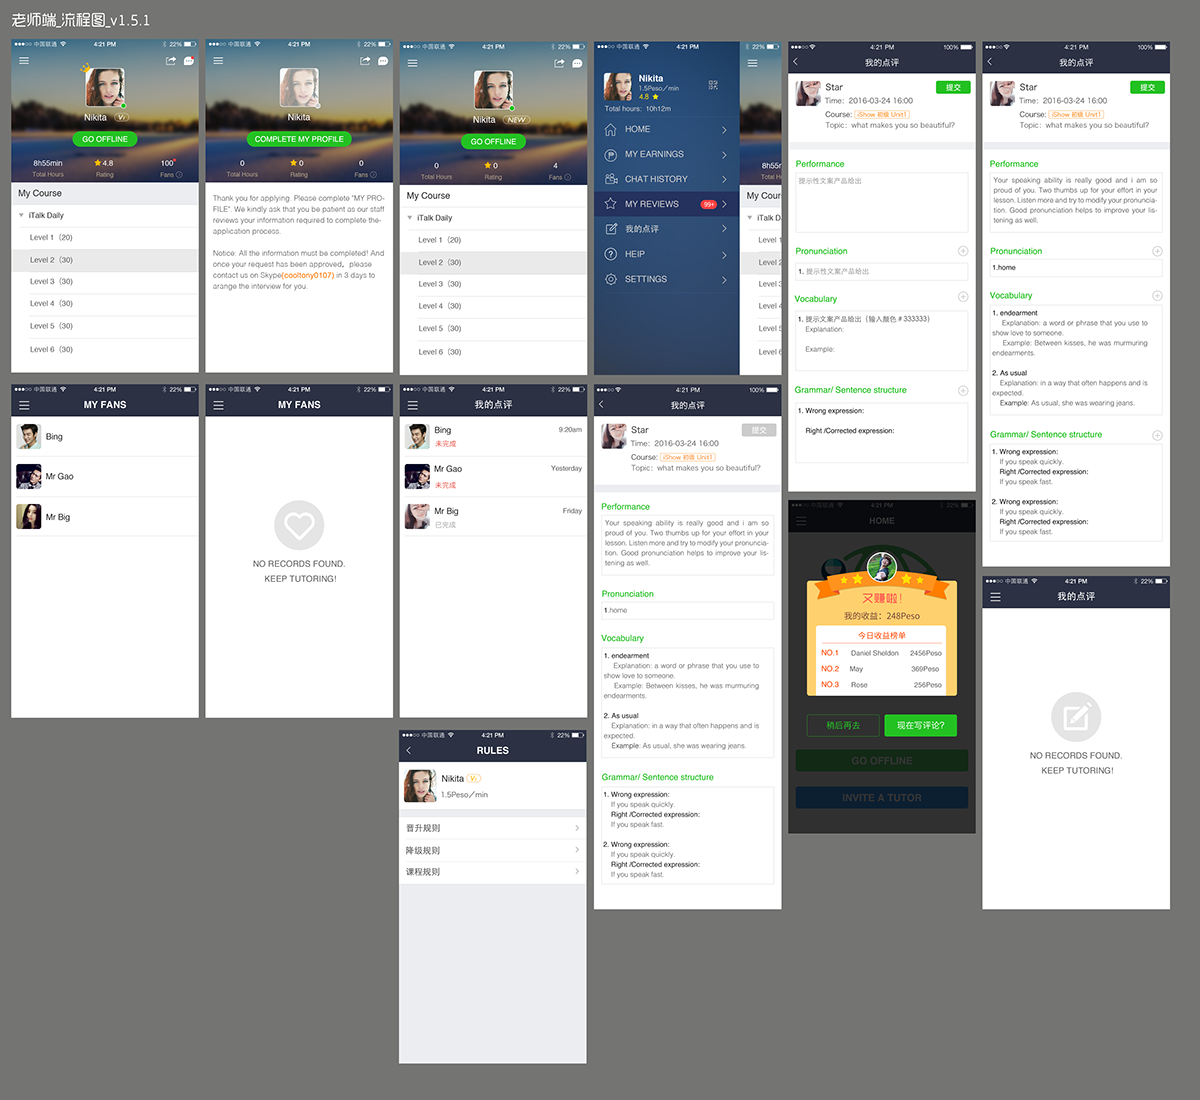 老师端_流程图_v1.5.1
中国联通 4:21 PM 22%
Nikita V1
GO OFFLINE
8h55min 4.8 100
Total Hours Rating Fans
My Course
iTalk Daily
Level 1 (20)
Level 2 (30)
Level 3 (30)
Level 4 (30)
Level 5 (30)
Level 6 (30)
中国联通 4:21 PM 22%
Nikita
COMPLETE MY PROFILE
0 0 0
Total Hours Rating Fans
Thank you for applying. Please complete "MY PRO-
FILE". We kindly ask that you be patient as our staff
reviews your information required to complete the-
application process.
Notice: All the information must be completed! And
once your request has been approved, please
contact us on Skype(cooltony0107) in 3 days to
arange the interview for you.
中国联通 4:21 PM 22%
Nikita NEW
GO OFFLINE
0 0 4
Total Hours Rating Fans
My Course
iTalk Daily
Level 1 (20)
Level 2 (30)
Level 3 (30)
Level 4 (30)
Level 5 (30)
Level 6 (30)
中国联通 4:21 PM 22%
Nikita
1.5Peso／min
4.8
Total hours: 10h12m
HOME
MY EARNINGS
CHAT HISTORY
MY REVIEWS 99+
我的点评
HElP
SETTINGS
8h55m
Total Hours
My Course
iTalk Da
Level 1
Level 2
Level 3
Level 4
Level 5
Level 6
4:21 PM 100%
我的点评
Star 提交
Time: 2016-03-24 16:00
Course: iShow 初级 Unit1
Topic: what makes you so beautiful?
Performance
提示性文案产品给出
Pronunciation
1. 提示性文案产品给出
Vocabulary
1. 提示文案产品给出（输入颜色＃333333）
Explanation:
Example:
Grammar/ Sentence structure
1. Wrong expression:
Right /Corrected expression:
4:21 PM 100%
我的点评
Star 提交
Time: 2016-03-24 16:00
Course: iShow 初级 Unit1
Topic: what makes you so beautiful?
Performance
Your speaking ability is really good and i am so
proud of you. Two thumbs up for your effort in your
lesson. Listen more and try to modify your pronuncia-
tion. Good pronunciation helps to improve your lis-
tening as well.
Pronunciation
1.home
Vocabulary
1. endearment
Explanation: a word or phrase that you use to
show love to someone.
Example: Between kisses, he was murmuring
endearments.
2. As usual
Explanation: in a way that often happens and is
expected.
Example: As usual, she was wearing jeans.
Grammar/ Sentence structure
1. Wrong expression:
If you speak quickly.
Right /Corrected expression:
If you speak fast.
2. Wrong expression:
If you speak quickly.
Right /Corrected expression:
If you speak fast.
中国联通 4:21 PM 22%
MY FANS
Bing
Mr Gao
Mr Big
中国联通 4:21 PM 22%
MY FANS
NO RECORDS FOUND.
KEEP TUTORING!
中国联通 4:21 PM 22%
我的点评
Bing 9:20am
未完成
Mr Gao Yesterday
未完成
Mr Big Friday
已完成
4:21 PM 100%
我的点评
Star 提交
Time: 2016-03-24 16:00
Course: iShow 初级 Unit1
Topic: what makes you so beautiful?
Performance
Your speaking ability is really good and i am so
proud of you. Two thumbs up for your effort in your
lesson. Listen more and try to modify your pronuncia-
tion. Good pronunciation helps to improve your lis-
tening as well.
Pronunciation
1.home
Vocabulary
1. endearment
Explanation: a word or phrase that you use to
show love to someone.
Example: Between kisses, he was murmuring
endearments.
2. As usual
Explanation: in a way that often happens and is
expected.
Example: As usual, she was wearing jeans.
Grammar/ Sentence structure
1. Wrong expression:
If you speak quickly.
Right /Corrected expression:
If you speak fast.
2. Wrong expression:
If you speak quickly.
Right /Corrected expression:
If you speak fast.
中国联通 4:21 PM 22%
HOME
又赚啦！
我的收益：248Peso
今日收益榜单
NO.1 Daniel Sheldon 2456Peso
NO.2 May 369Peso
NO.3 Rose 256Peso
稍后再去 现在写评论?
GO OFFLINE
INVITE A TUTOR
中国联通 4:21 PM 22%
我的点评
NO RECORDS FOUND.
KEEP TUTORING!
中国联通 4:21 PM 22%
RULES
Nikita V1
1.5Peso／min
晋升规则
降级规则
课程规则